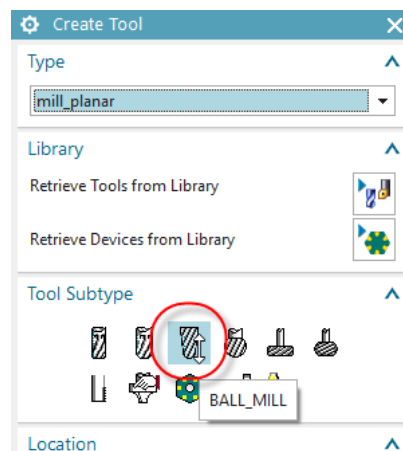 Create Tool
Type
mill_planar
Library
Retrieve Tools from Library
Retrieve Devices from Library
Tool Subtype
BALL_MILL
Location